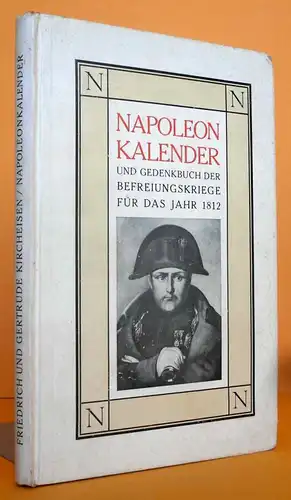 N N
NAPOLEON
KALENDER
UND GEDENKBUCH DER
BEFREIUNGSKRIEGE
FÜR DAS JAHR 1812
N N
FRIEDRICH UND GERTRUDE KIRCHEISEN / NAPOLEONKALENDER